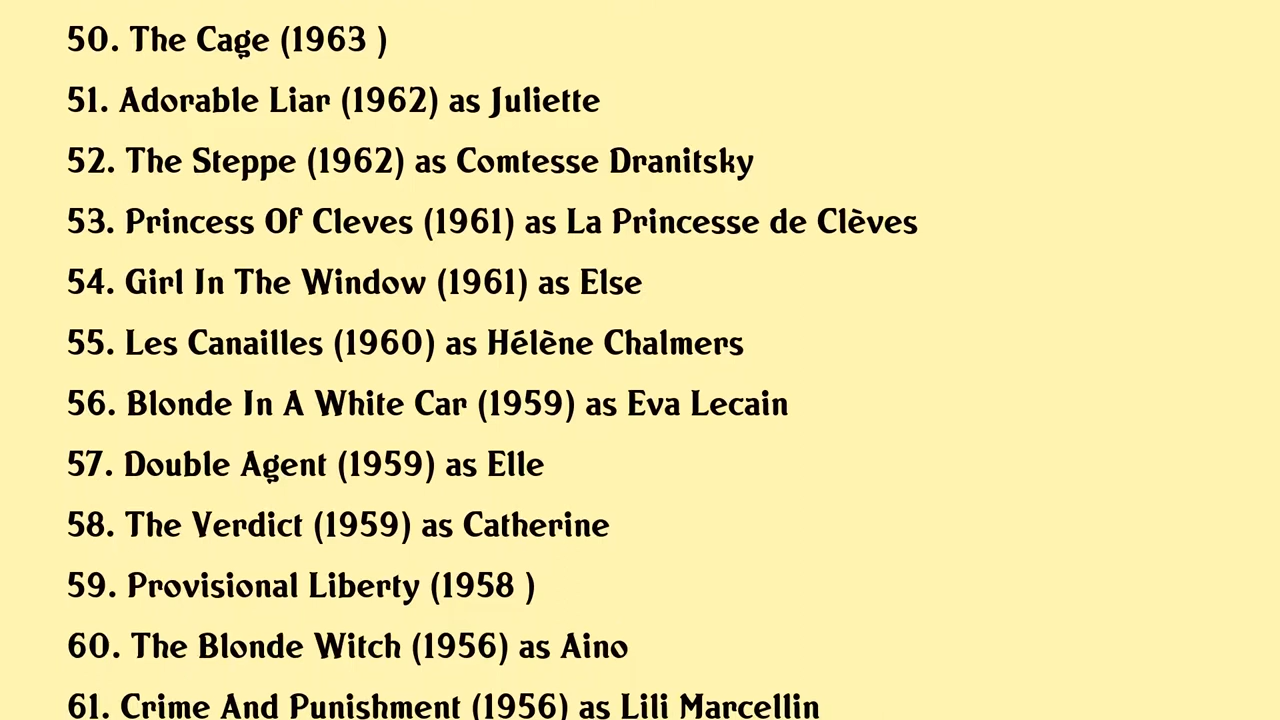 50. The Cage (1963 )
51. Adorable Liar (1962) as Juliette
52. The Steppe (1962) as Comtesse Dranitsky
53. Princess Of Cleves (1961) as La Princesse de Clèves
54. Girl In The Window (1961) as Else
55. Les Canailles (1960) as Hélène Chalmers
56. Blonde In A White Car (1959) as Eva Lecain
57. Double Agent (1959) as Elle
58. The Verdict (1959) as Catherine
59. Provisional Liberty (1958 )
60. The Blonde Witch (1956) as Aino
61. Crime And Punishment (1956) as Lili Marcellin